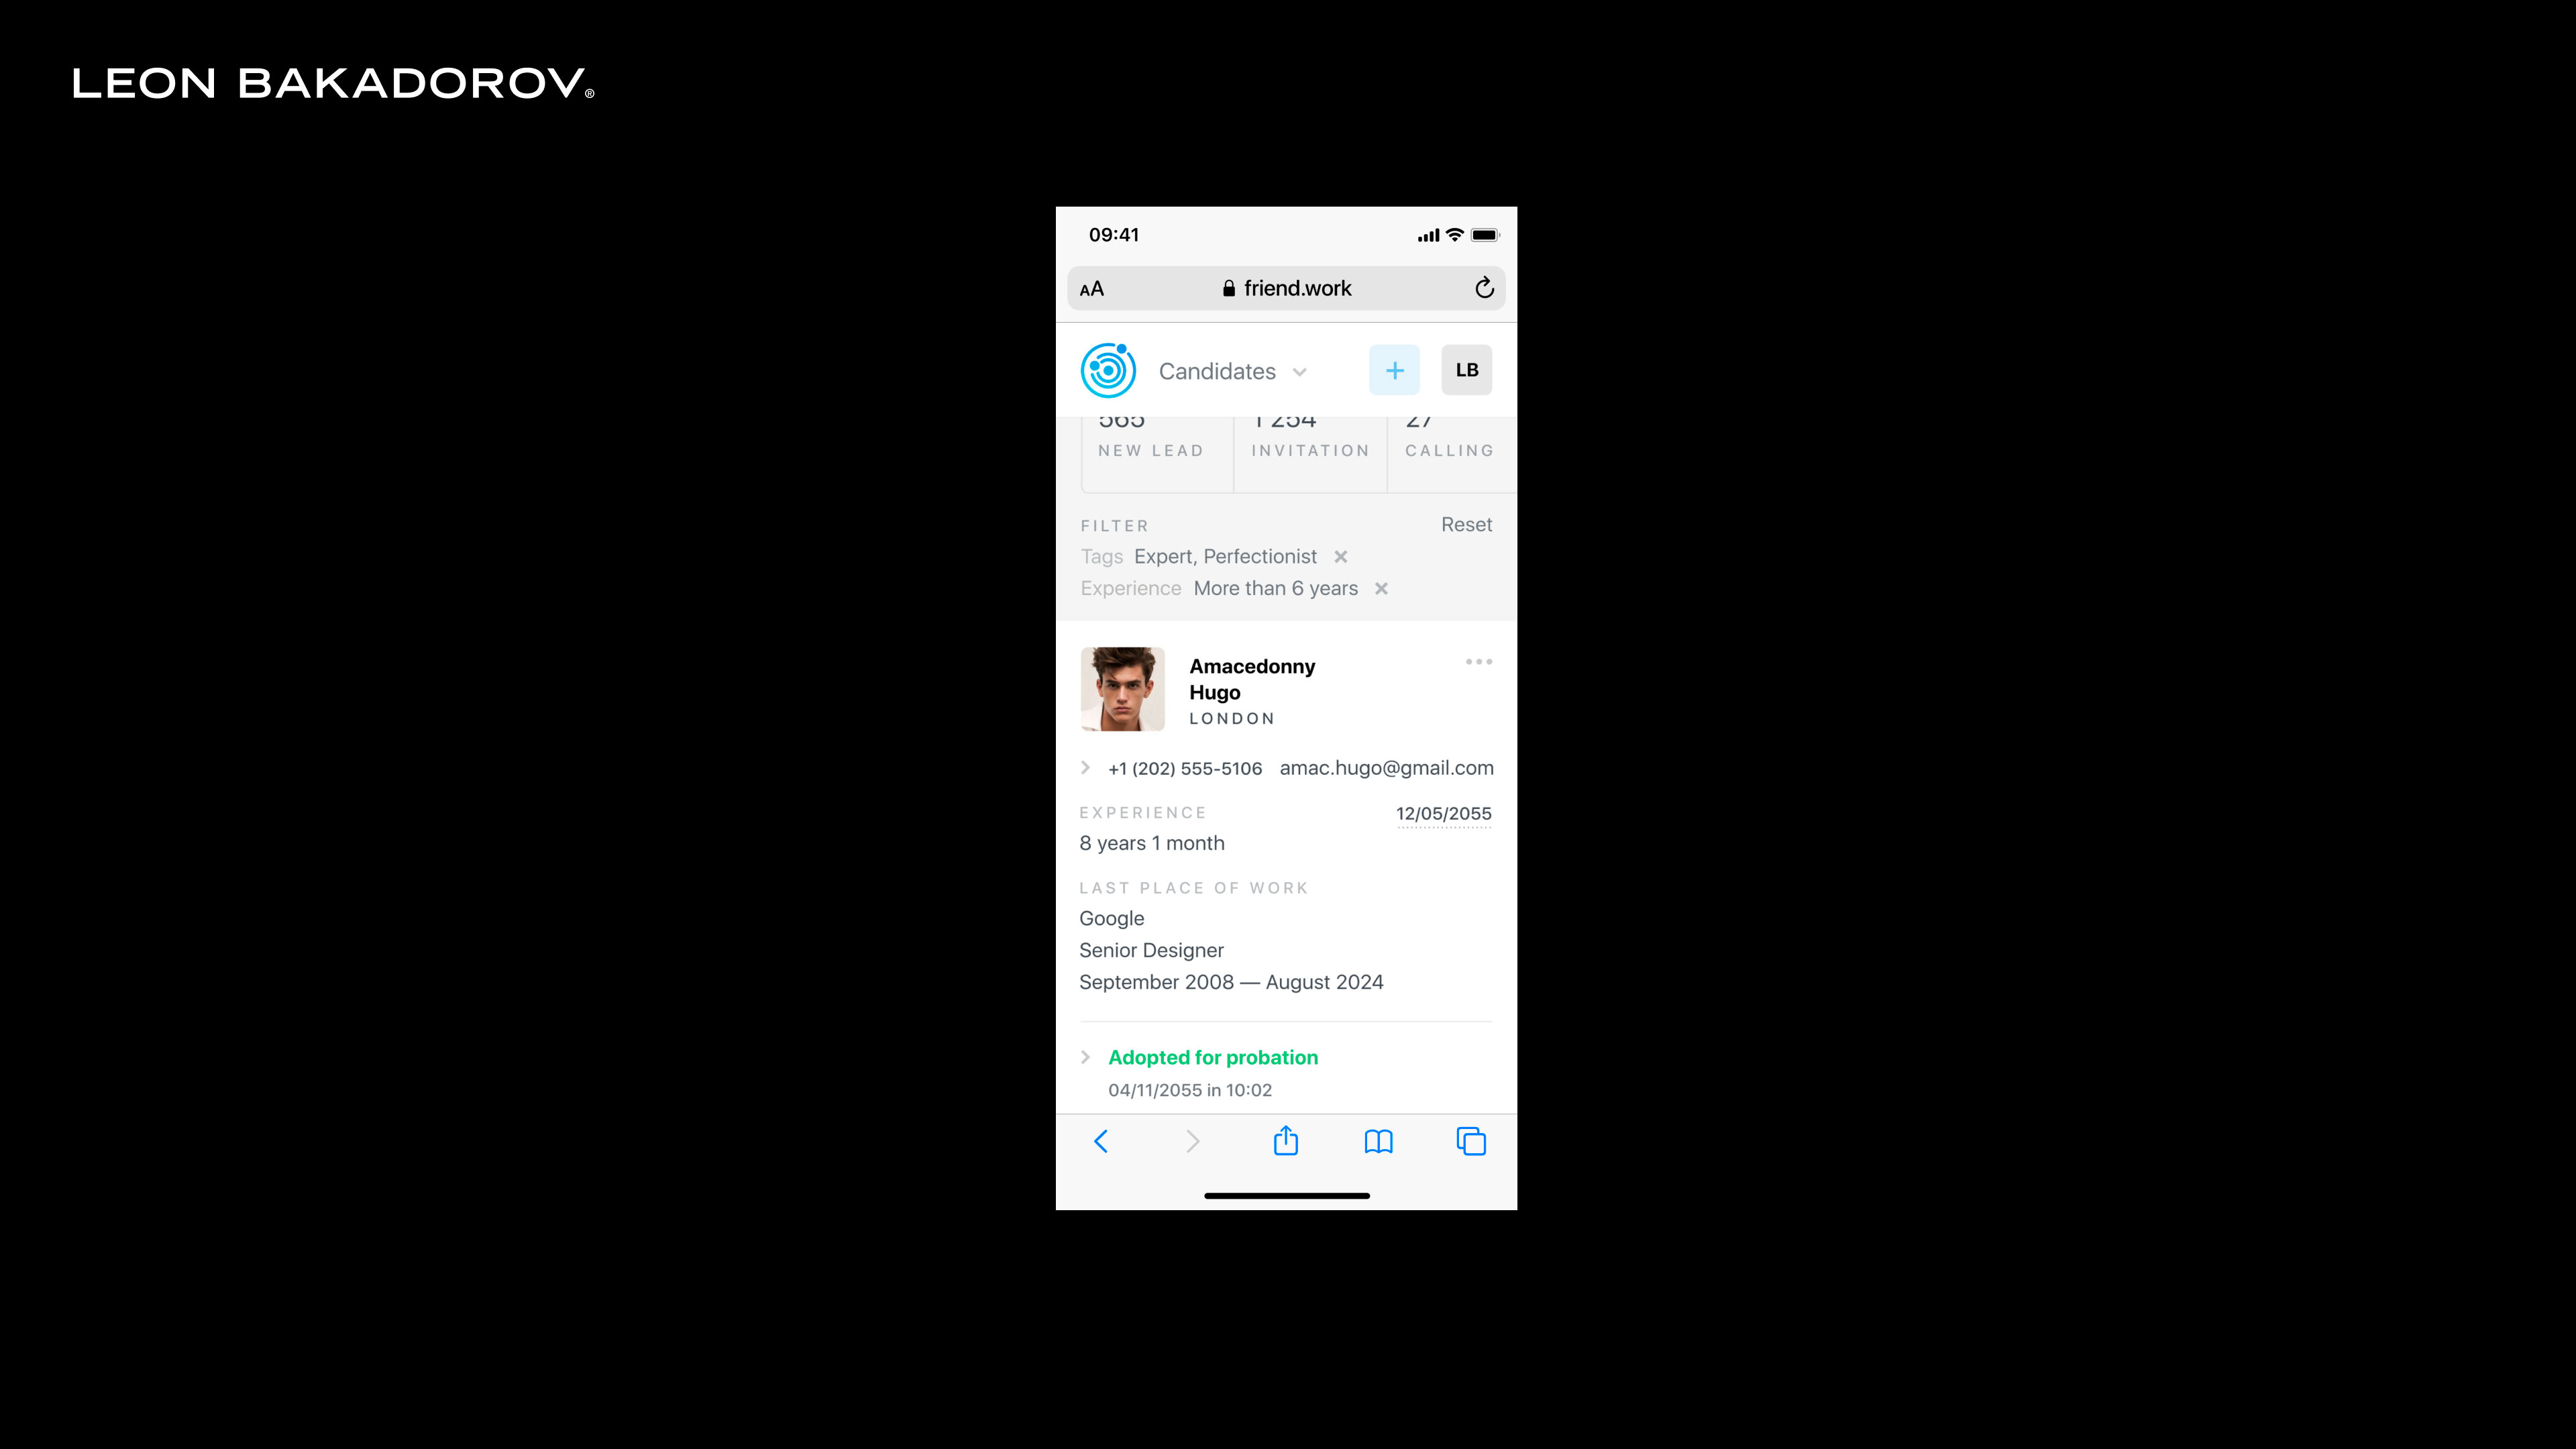 LEON BAKADOROV®
09:41
AA friend.work
Candidates + LB
565 1 254 27
NEW LEAD INVITATION CALLING
FILTER Reset
Tags Expert, Perfectionist ×
Experience More than 6 years ×
Amacedonny
Hugo
LONDON
+1 (202) 555-5106 amac.hugo@gmail.com
EXPERIENCE 12/05/2055
8 years 1 month
LAST PLACE OF WORK
Google
Senior Designer
September 2008 — August 2024
Adopted for probation
04/11/2055 in 10:02